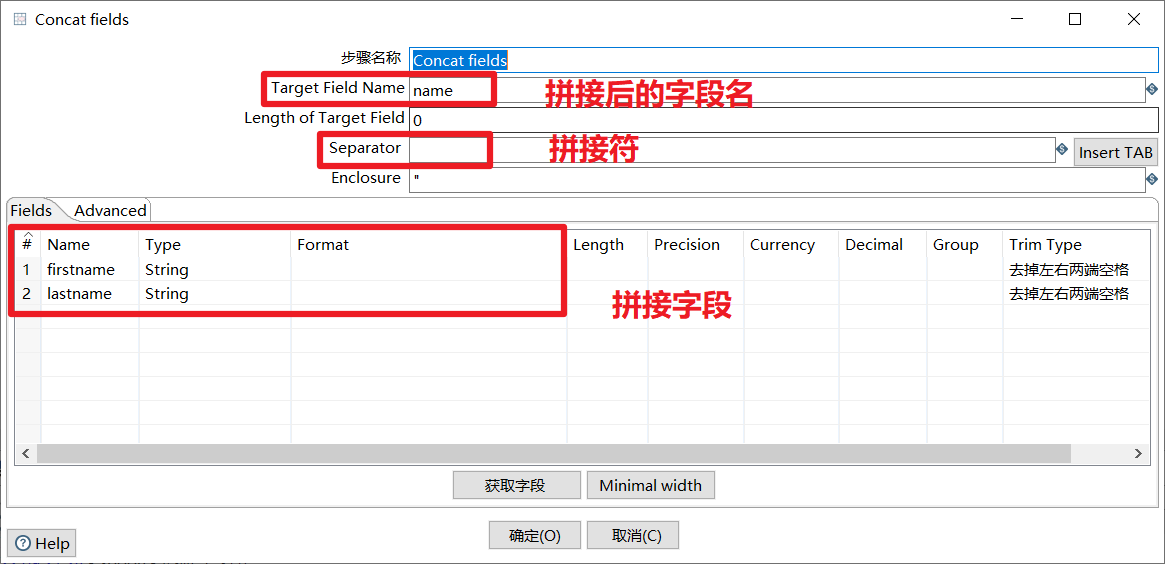 Concat fields
步骤名称 Concat fields
Target Field Name name 拼接后的字段名
Length of Target Field 0
Separator 拼接符 Insert TAB
Enclosure "
Fields Advanced
# Name Type Format Length Precision Currency Decimal Group Trim Type
1 firstname String 去掉左右两端空格
2 lastname String 去掉左右两端空格
拼接字段
获取字段 Minimal width
确定(O) 取消(C)
Help